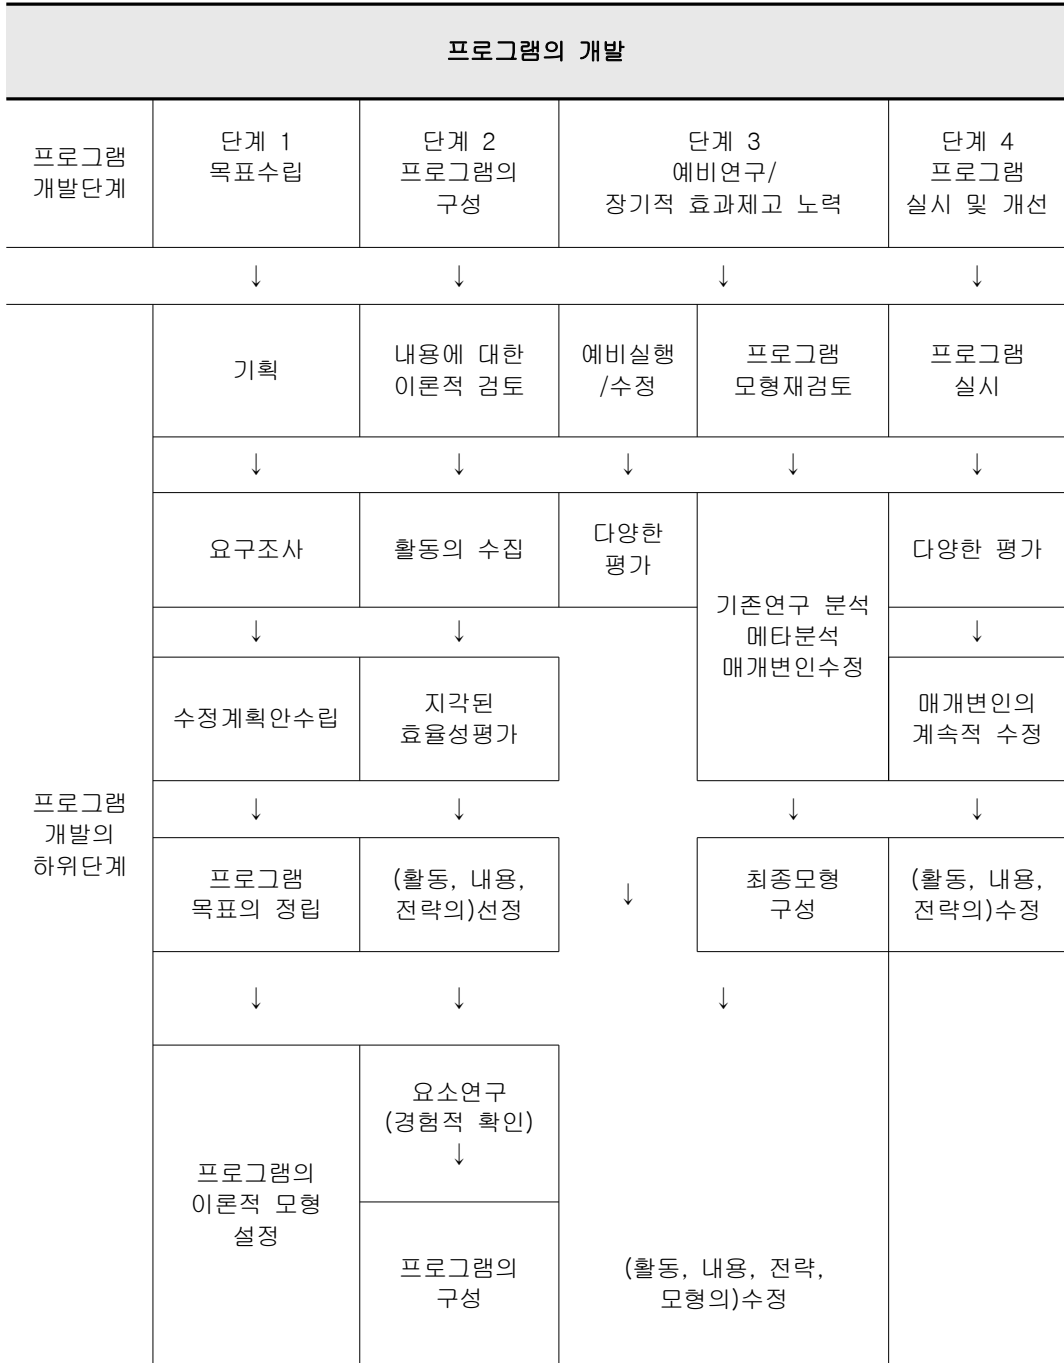 프로그램의 개발
프로그램
개발단계
단계 1
목표수립
단계 2
프로그램의
구성
단계 3
예비연구/
장기적 효과제고 노력
단계 4
프로그램
실시 및 개선
↓ ↓ ↓ ↓
프로그램
개발의
하위단계
기획
내용에 대한
이론적 검토
예비실행
/수정
프로그램
모형재검토
프로그램
실시
↓ ↓ ↓ ↓ ↓
요구조사
활동의 수집
다양한
평가
기존연구 분석
메타분석
매개변인수정
다양한 평가
↓ ↓ ↓
수정계획안수립
지각된
효율성평가
매개변인의
계속적 수정
↓ ↓ ↓ ↓
프로그램
목표의 정립
(활동, 내용,
전략의)선정
↓
최종모형
구성
(활동, 내용,
전략의)수정
↓ ↓ ↓
프로그램의
이론적 모형
설정
요소연구
(경험적 확인)
↓
프로그램의
구성
(활동, 내용, 전략,
모형의)수정